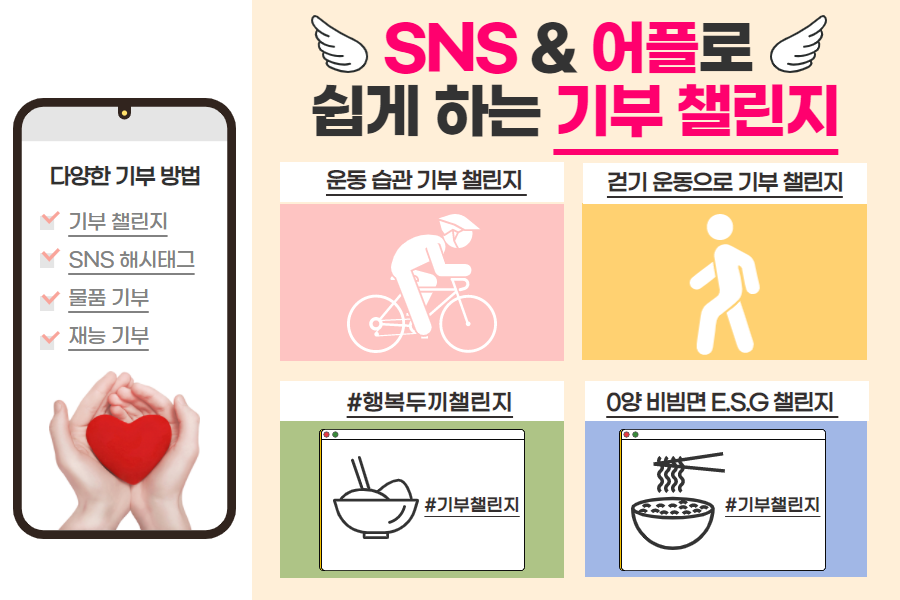 SNS & 어플로
쉽게 하는 기부 챌린지
다양한 기부 방법
기부 챌린지
SNS 해시태그
물품 기부
재능 기부
운동 습관 기부 챌린지
걷기 운동으로 기부 챌린지
#행복두끼챌린지
#기부챌린지
0양 비빔면 E.S.G 챌린지
#기부챌린지